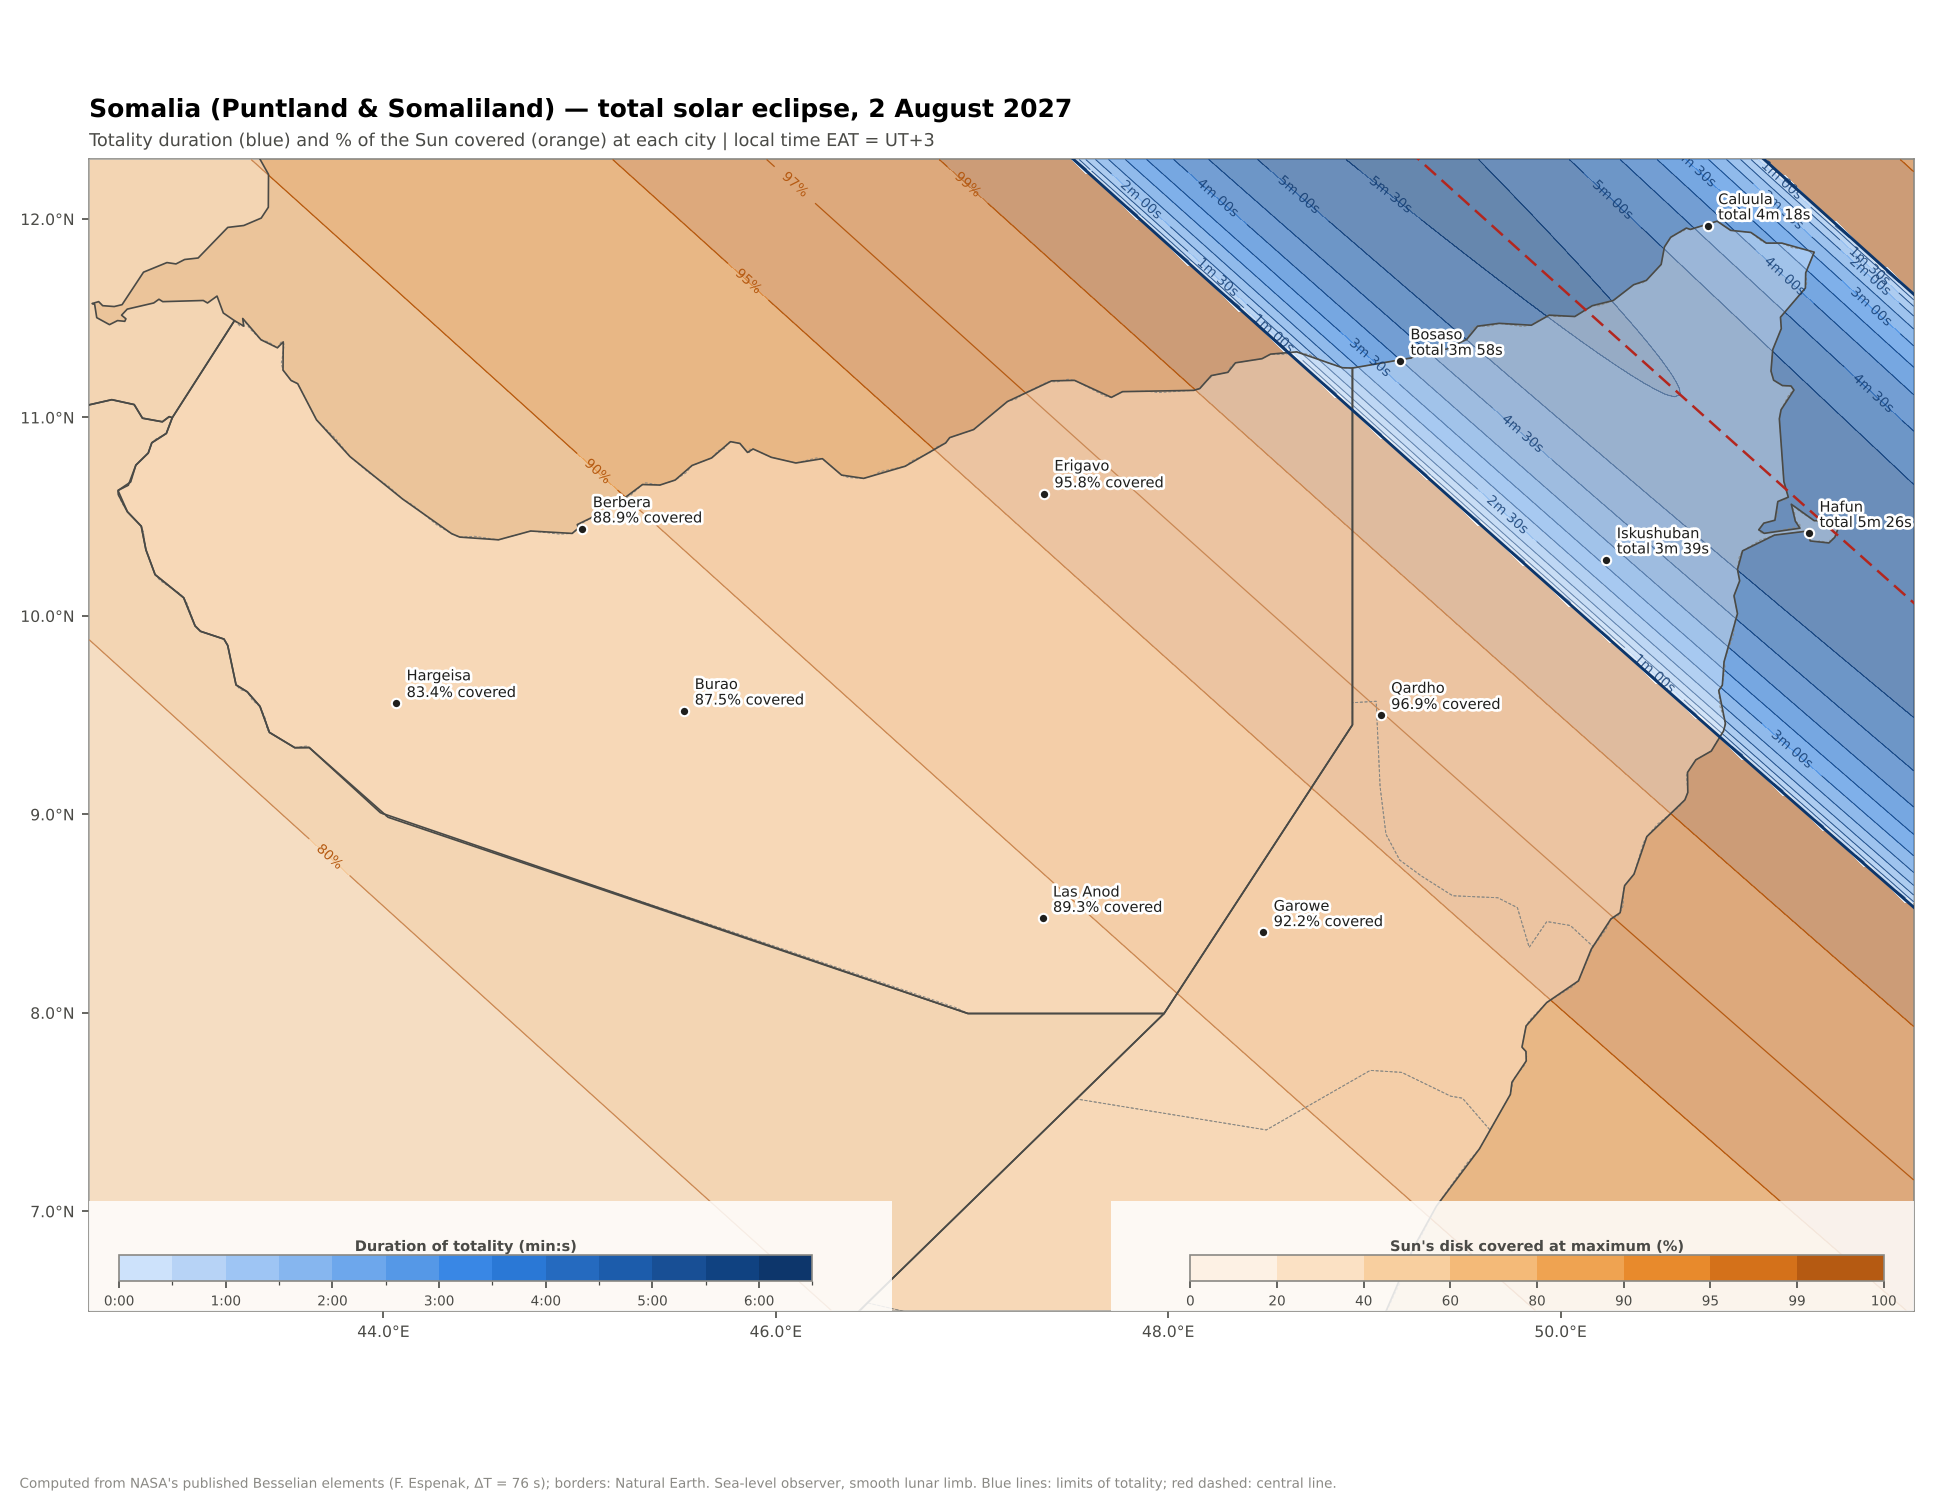 Somalia (Puntland & Somaliland) — total solar eclipse, 2 August 2027
Totality duration (blue) and % of the Sun covered (orange) at each city | local time EAT = UT+3
97%
99%
2m 00s
4m 00s
5m 00s
5m 30s
5m 00s
m 30s
1m 00s
Caluula
total 4m 18s
12.0°N
95%
1m 30s
4m 00s
1m 30s
2m 00s
3m 00s
1m 00s
3m 30s
Bosaso
total 3m 58s
11.0°N
4m 30s
4m 30s
90%
Erigavo
95.8% covered
Berbera
88.9% covered
2m 30s
Iskushuban
total 3m 39s
Hafun
total 5m 26s
10.0°N
Hargeisa
83.4% covered
Burao
87.5% covered
Qardho
96.9% covered
1m 00s
3m 00s
9.0°N
80%
Las Anod
89.3% covered
Garowe
92.2% covered
8.0°N
7.0°N
Duration of totality (min:s)
0:00 1:00 2:00 3:00 4:00 5:00 6:00
Sun's disk covered at maximum (%)
0 20 40 60 80 90 95 99 100
44.0°E 46.0°E 48.0°E 50.0°E
Computed from NASA's published Besselian elements (F. Espenak, ΔT = 76 s); borders: Natural Earth. Sea-level observer, smooth lunar limb. Blue lines: limits of totality; red dashed: central line.